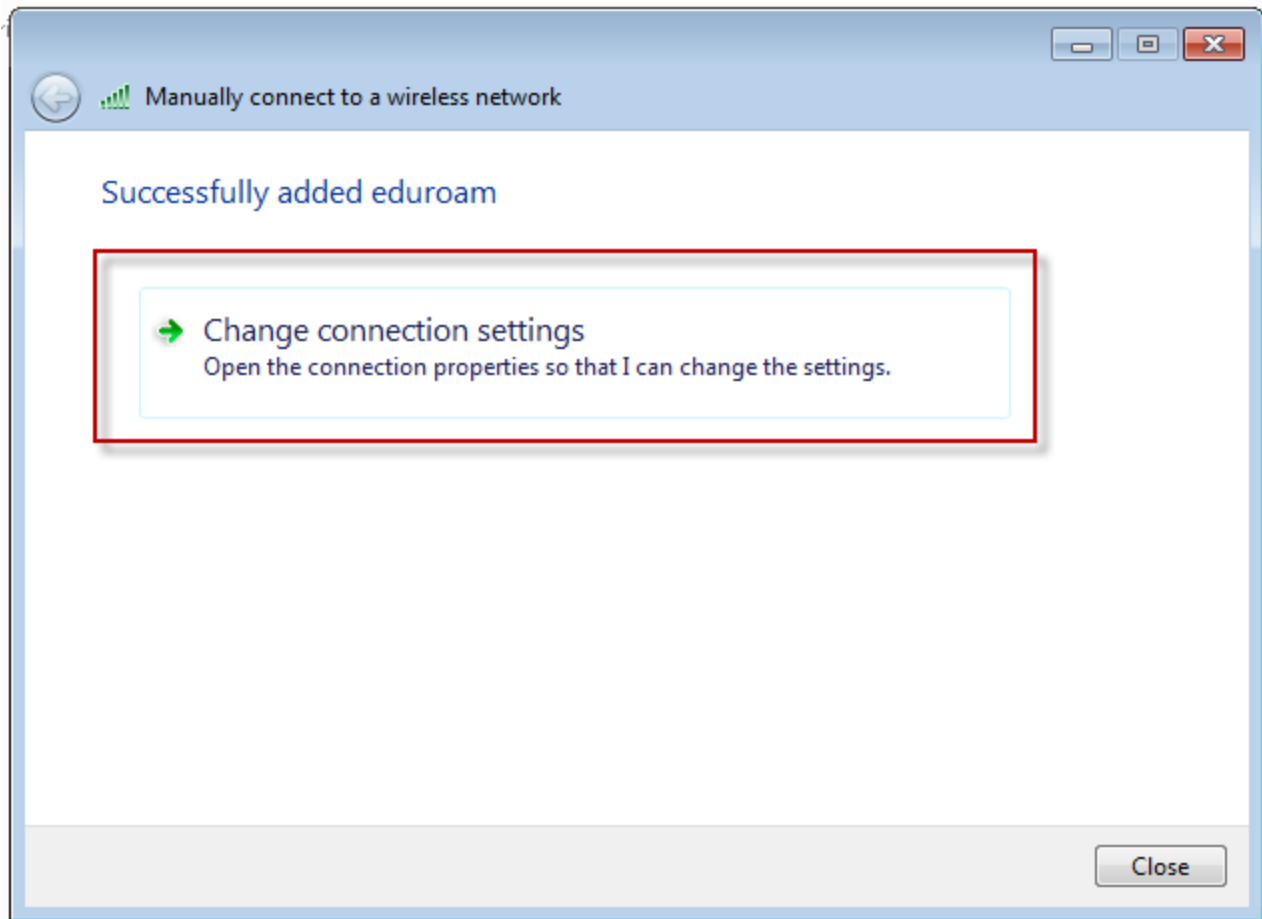 Manually connect to a wireless network
Successfully added eduroam
Change connection settings
Open the connection properties so that I can change the settings.
Close